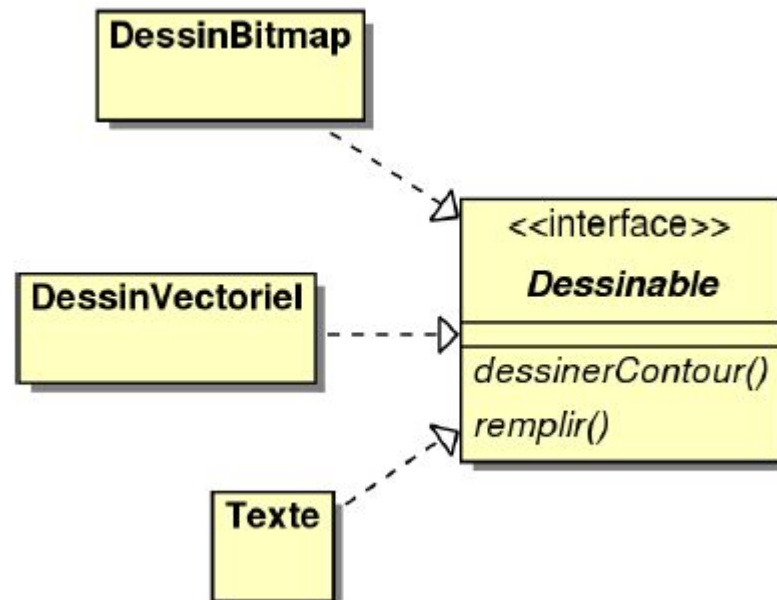 DessinBitmap
<<interface>>
Dessinable
DessinVectoriel
dessinerContour()
remplir()
Texte